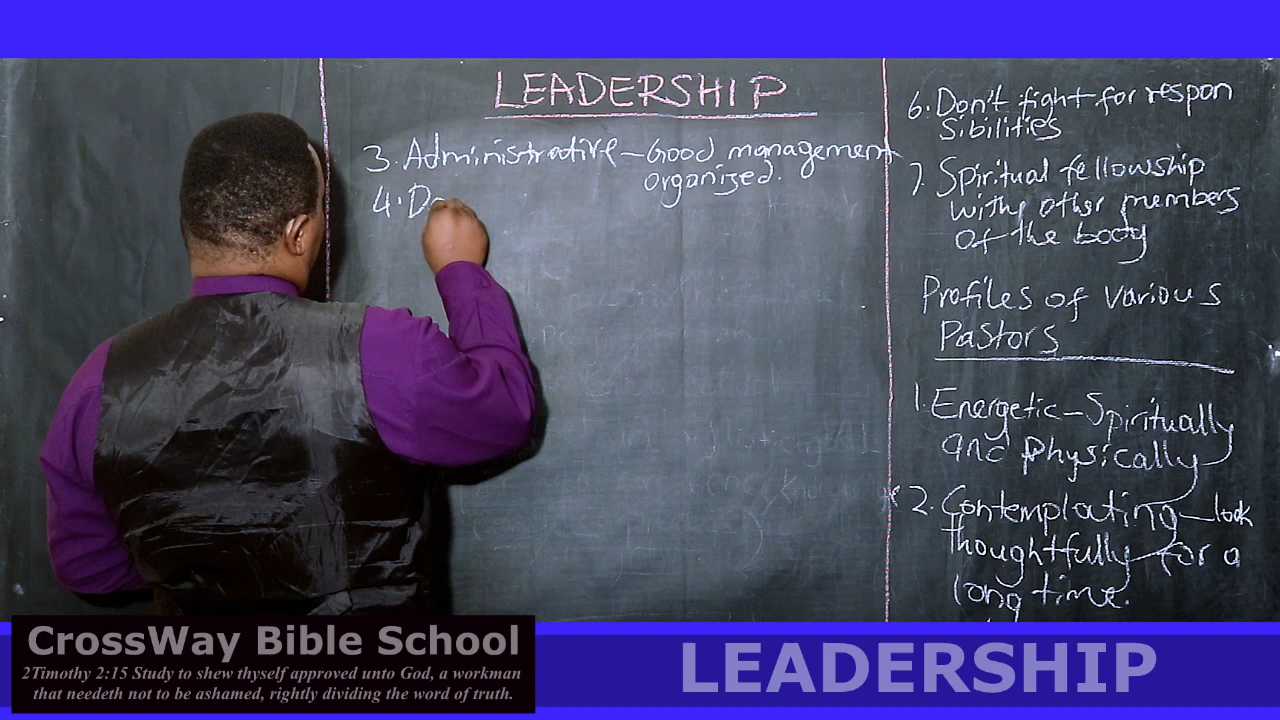 LEADERSHIP
3. Administrative - Good management
organized.
4. Do
6. Don't fight for respon
sibilities
7. Spiritual fellowship
with other members
of the body
Profiles of various
Pastors
1. Energetic - Spiritually
and Physically
2. Contemplating - look
thoughtfully for a
long time.
CrossWay Bible School
2Timothy 2:15 Study to shew thyself approved unto God, a workman
that needeth not to be ashamed, rightly dividing the word of truth.
LEADERSHIP